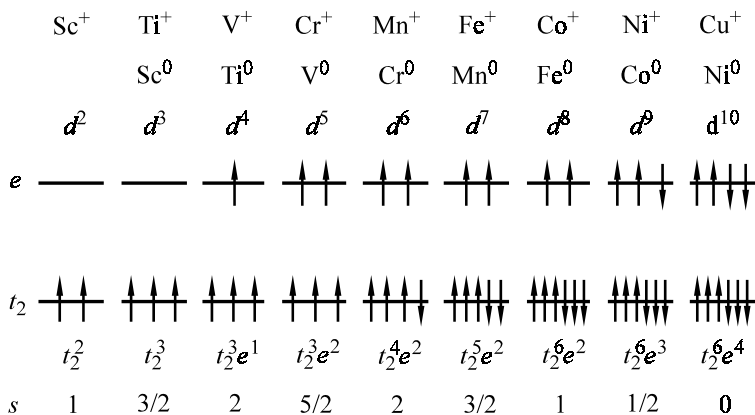 Sc⁺ Ti⁺ V⁺ Cr⁺ Mn⁺ Fe⁺ Co⁺ Ni⁺ Cu⁺
Sc⁰ Ti⁰ V⁰ Cr⁰ Mn⁰ Fe⁰ Co⁰ Ni⁰
d² d³ d⁴ d⁵ d⁶ d⁷ d⁸ d⁹ d¹⁰
e
t₂
t₂² t₂³ t₂³e¹ t₂³e² t₂⁴e² t₂⁵e² t₂⁶e² t₂⁶e³ t₂⁶e⁴
s 1 3/2 2 5/2 2 3/2 1 1/2 0